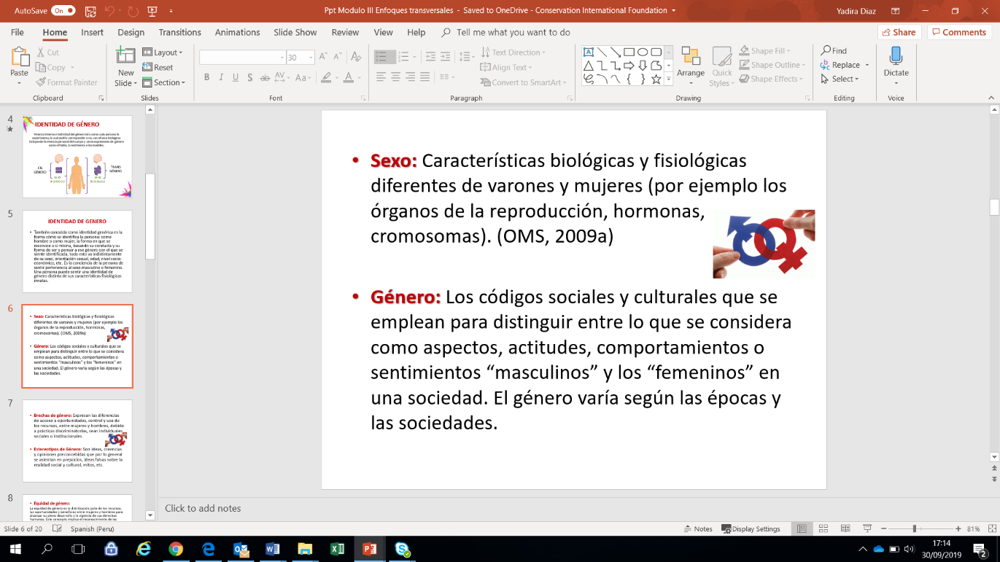 AutoSave On
Ppt Modulo III Enfoques transversales - Saved to OneDrive - Conservation International Foundation
Yadira Diaz
File Home Insert Design Transitions Animations Slide Show Review View Help Tell me what you want to do
Share Comments
Paste
Cut
Copy
Format Painter
Clipboard
New
Slide
Layout
Reset
Section
Slides
30
B I U S ab AV Aa A
Font
Text Direction
Align Text
Convert to SmartArt
Paragraph
Arrange
Quick
Styles
Shape Fill
Shape Outline
Shape Effects
Drawing
Find
Replace
Select
Editing
Dictate
Voice
4
IDENTIDAD DE GÉNERO
CIS
GÉNERO
TRANS
GÉNERO
5
IDENTIDAD DE GENERO
• También conocida como identidad genérica es la
forma cómo se identifica la persona: como
hombre o como mujer, la forma en que se
reconoce a sí misma, basando su conducta y su
forma de ser y pensar a ese género con el que se
siente identificada, todo esto va indistintamente
de su sexo, orientación sexual, edad, nivel socio-
económico, etc. Es la conciencia de la persona de
sentir pertenencia al sexo masculino o femenino.
Una persona puede sentir una identidad de
género distinta de sus características fisiológicas
innatas.
6
• Sexo: Características biológicas y fisiológicas
diferentes de varones y mujeres (por ejemplo los
órganos de la reproducción, hormonas,
cromosomas). (OMS, 2009a)
• Género: Los códigos sociales y culturales que se
emplean para distinguir entre lo que se considera
como aspectos, actitudes, comportamientos o
sentimientos “masculinos” y los “femeninos” en
una sociedad. El género varía según las épocas y
las sociedades.
7
• Brechas de género: Expresan las diferencias
de acceso a oportunidades, control y uso de
los recursos, entre mujeres y hombres, debido
a prácticas discriminatorias, sean individuales,
sociales o institucionales.
• Estereotipos de Género: Son ideas, creencias
y opiniones preconcebidas que por lo general
se asientan en prejuicios, ideas falsas sobre la
realidad social y cultural, mitos, etc.
8
• Equidad de género:
La equidad de género es la distribución justa de los recursos,
las oportunidades y beneficios entre mujeres y hombres para
alcanzar su pleno desarrollo y la vigencia de sus derechos
humanos. Este concepto implica el reconocimiento de las
• Sexo: Características biológicas y fisiológicas
diferentes de varones y mujeres (por ejemplo los
órganos de la reproducción, hormonas,
cromosomas). (OMS, 2009a)
• Género: Los códigos sociales y culturales que se
emplean para distinguir entre lo que se considera
como aspectos, actitudes, comportamientos o
sentimientos “masculinos” y los “femeninos” en
una sociedad. El género varía según las épocas y
las sociedades.
Click to add notes
Slide 6 of 20 Spanish (Peru)
Notes Display Settings 81%
17:14
30/09/2019
2